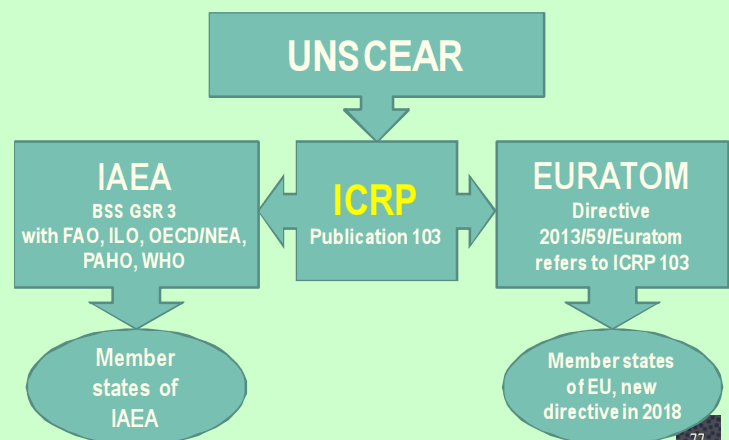 UNSCEAR
IAEA
BSS GSR 3
with FAO, ILO, OECD/NEA,
PAHO, WHO
ICRP
Publication 103
EURATOM
Directive
2013/59/Euratom
refers to ICRP 103
Member
states of
IAEA
Member states
of EU, new
directive in 2018
77